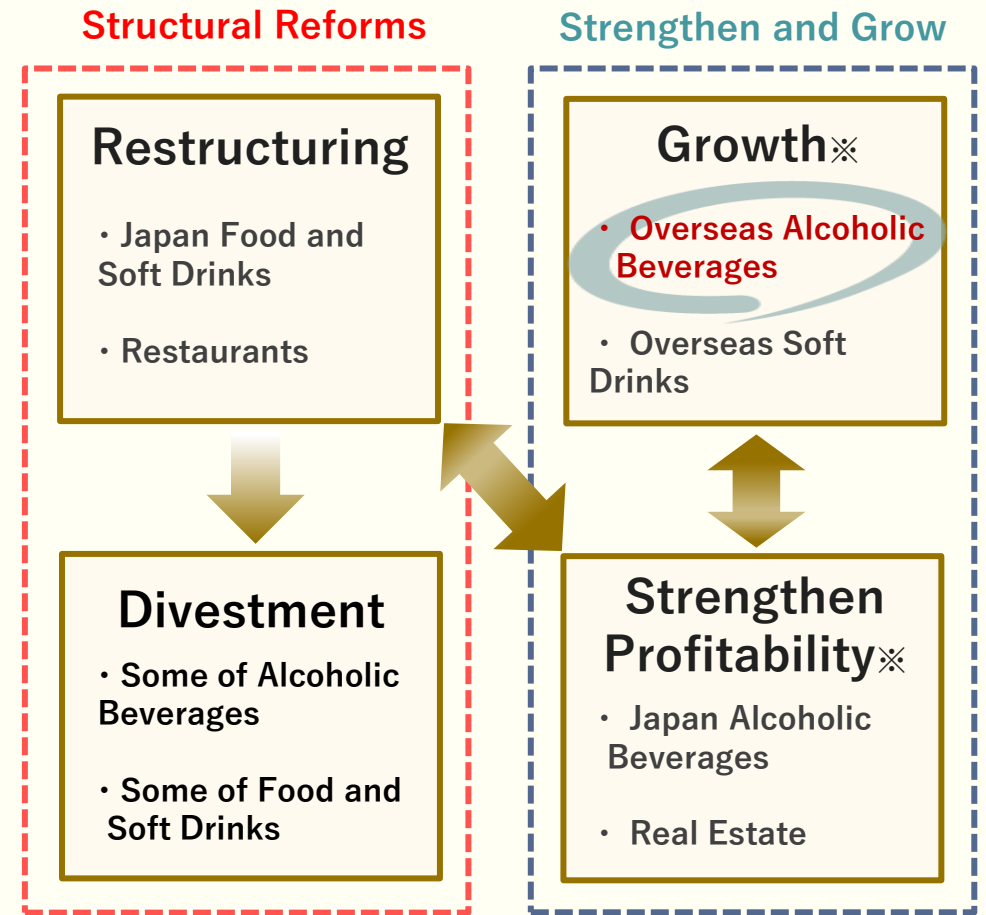 Structural Reforms
Restructuring
・Japan Food and
Soft Drinks
・Restaurants
Divestment
・Some of Alcoholic
Beverages
・Some of Food and
Soft Drinks
Strengthen and Grow
Growth※
・ Overseas Alcoholic
Beverages
・ Overseas Soft
Drinks
Strengthen
Profitability※
・ Japan Alcoholic
Beverages
・ Real Estate